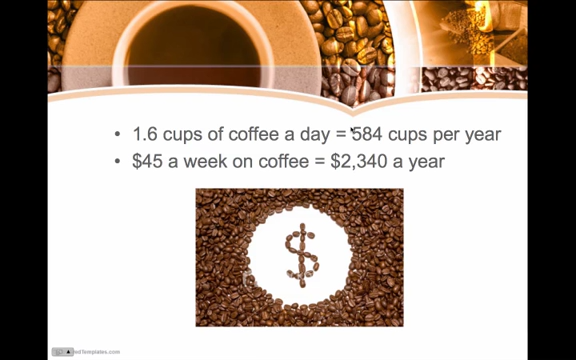 • 1.6 cups of coffee a day = 584 cups per year
• $45 a week on coffee = $2,340 a year
$